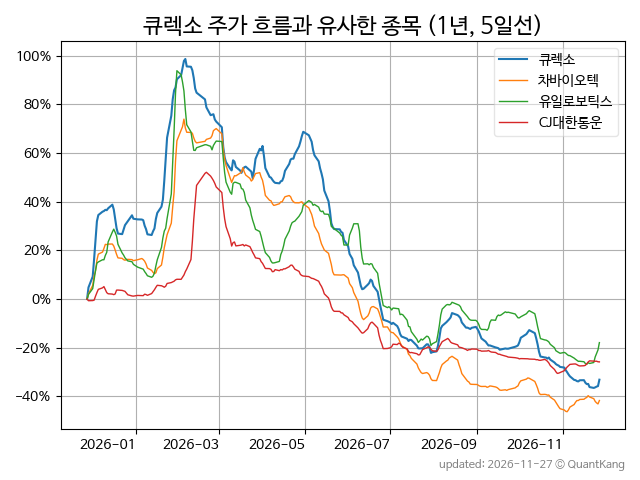 큐렉소 주가 흐름과 유사한 종목 (1년, 5일선)
큐렉소
차바이오텍
유일로보틱스
CJ대한통운
100%
80%
60%
40%
20%
0%
−20%
−40%
2026-01 2026-03 2026-05 2026-07 2026-09 2026-11
updated: 2026-11-27 © QuantKang